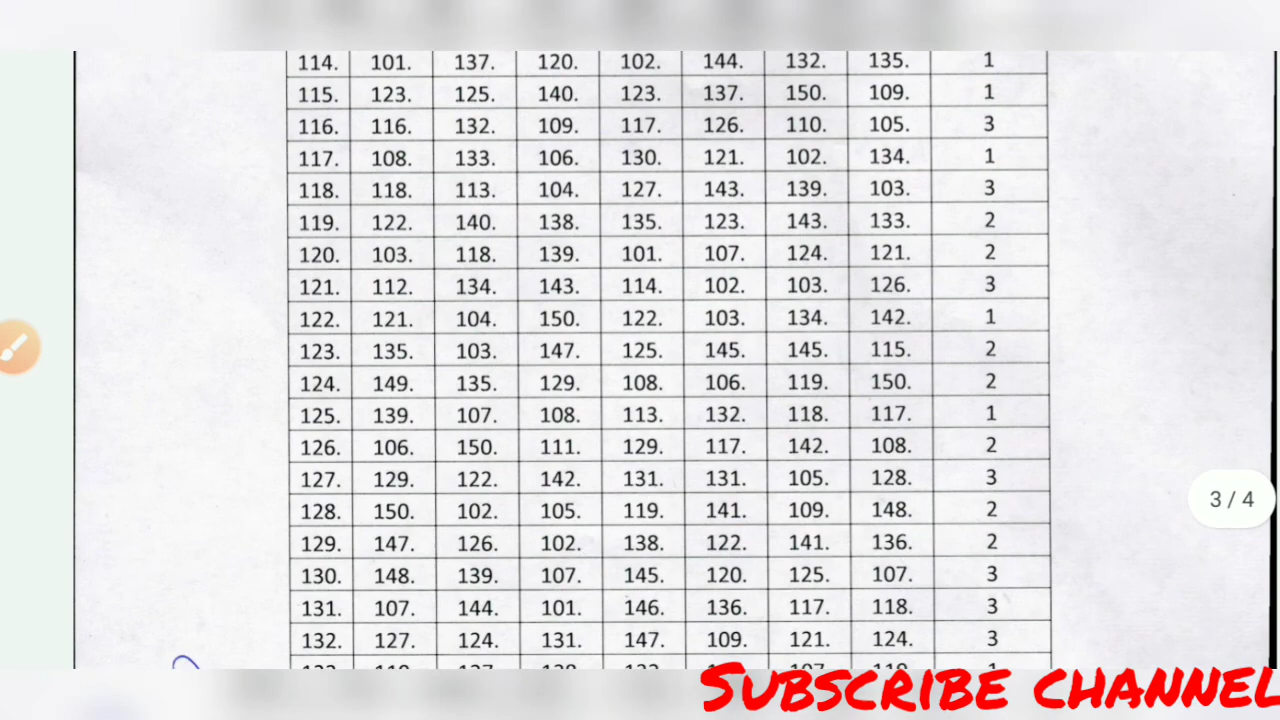 114. 101. 137. 120. 102. 144. 132. 135. 1
115. 123. 125. 140. 123. 137. 150. 109. 1
116. 116. 132. 109. 117. 126. 110. 105. 3
117. 108. 133. 106. 130. 121. 102. 134. 1
118. 118. 113. 104. 127. 143. 139. 103. 3
119. 122. 140. 138. 135. 123. 143. 133. 2
120. 103. 118. 139. 101. 107. 124. 121. 2
121. 112. 134. 143. 114. 102. 103. 126. 3
122. 121. 104. 150. 122. 103. 134. 142. 1
123. 135. 103. 147. 125. 145. 145. 115. 2
124. 149. 135. 129. 108. 106. 119. 150. 2
125. 139. 107. 108. 113. 132. 118. 117. 1
126. 106. 150. 111. 129. 117. 142. 108. 2
127. 129. 122. 142. 131. 131. 105. 128. 3
3 / 4
128. 150. 102. 105. 119. 141. 109. 148. 2
129. 147. 126. 102. 138. 122. 141. 136. 2
130. 148. 139. 107. 145. 120. 125. 107. 3
131. 107. 144. 101. 146. 136. 117. 118. 3
132. 127. 124. 131. 147. 109. 121. 124. 3
SUBSCRIBE CHANNEL